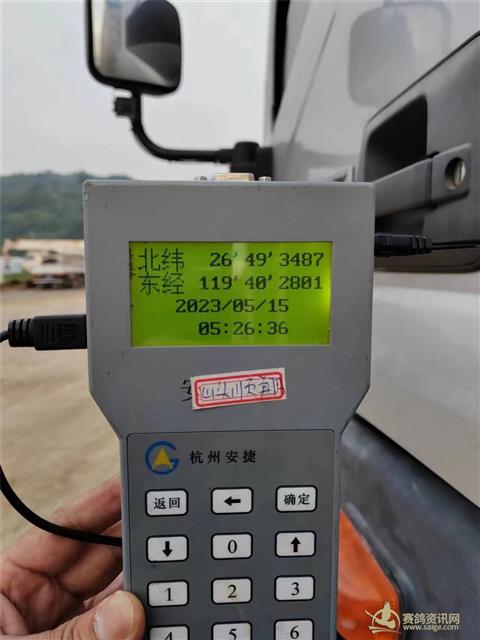 北纬 26'49'3487
东经 119'40'2801
2023/05/15
05:26:36
安
杭州安捷
返回 ← 确定
↓ 0 ↑
1 2 3
4 5 6
赛鸽资讯网
www.saige.com